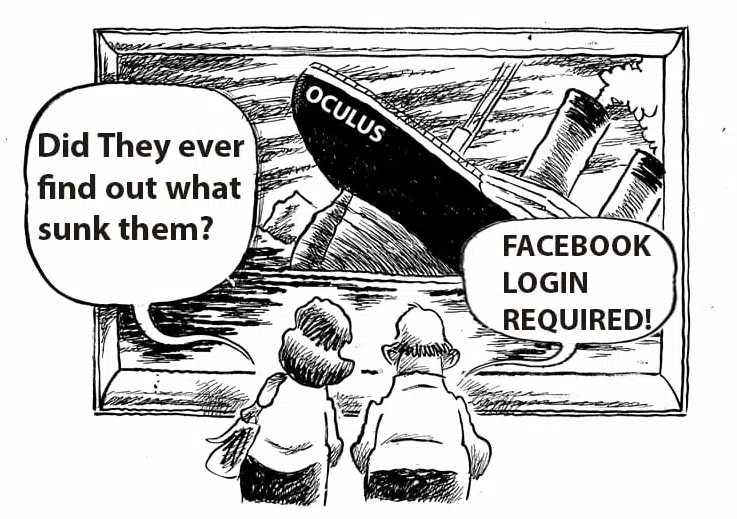 OCULUS
Did They ever
find out what
sunk them?
FACEBOOK
LOGIN
REQUIRED!